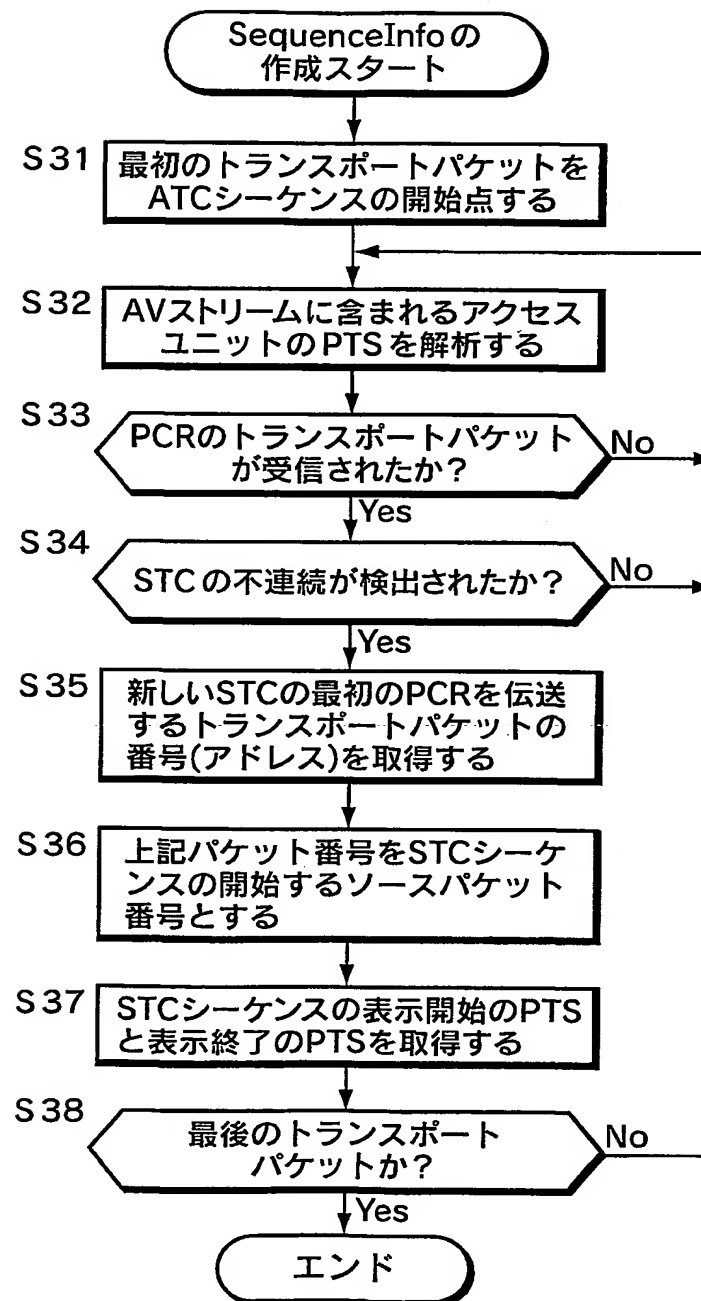 SequenceInfoの
作成スタート
S31
最初のトランスポートパケットを
ATCシーケンスの開始点する
S32
AVストリームに含まれるアクセス
ユニットのPTSを解析する
S33
PCRのトランスポートパケット
が受信されたか?
No
Yes
S34
STCの不連続が検出されたか?
No
Yes
S35
新しいSTCの最初のPCRを伝送
するトランスポートパケットの
番号(アドレス)を取得する
S36
上記パケット番号をSTCシーケ
ンスの開始するソースパケット
番号とする
S37
STCシーケンスの表示開始のPTS
と表示終了のPTSを取得する
S38
最後のトランスポート
パケットか?
No
Yes
エンド